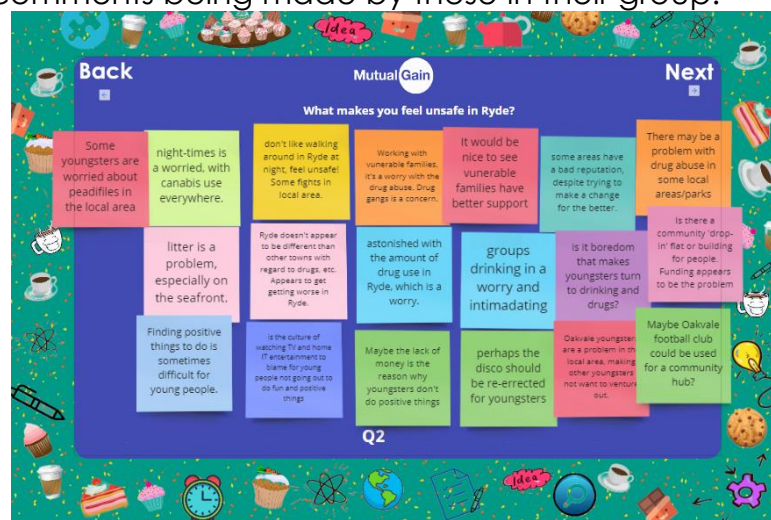 comments being made by those in their group.
Idea
Back
MutualGain
Next
What makes you feel unsafe in Ryde?
Some
youngsters are
worried about
peadifiles in
the local area
night-times is
a worried, with
canabis use
everywhere.
don't like walking
around in Ryde at
night, feel unsafe!
Some fights in
local area.
Working with
vunerable families,
it's a worry with the
drug abuse. Drug
gangs is a concern.
It would be
nice to see
vunerable
families have
better support
some areas have
a bad reputation,
despite trying to
make a change
for the better.
There may be a
problem with
drug abuse in
some local
areas/parks
litter is a
problem,
especially on
the seafront.
Ryde doesn't appear
to be different than
other towns with
regard to drugs, etc.
Appears to get
getting worse in
Ryde.
astonished with
the amount of
drug use in
Ryde, which is a
worry.
groups
drinking in a
worry and
intimadating
is it boredom
that makes
youngsters turn
to drinking and
drugs?
Is there a
community 'drop-
in' flat or building
for people.
Funding appears
to be the problem
Finding positive
things to do is
sometimes
difficult for
young people.
is the culture of
watching TV and home
IT entertainment to
blame for young
people not going out to
do fun and positive
things
Maybe the lack of
money is the
reason why
youngsters don't
do positive things
perhaps the
disco should
be re-errected
for youngsters
Oakvale youngsters
are a problem in the
local area, making
other youngsters
not want to venture
out.
Maybe Oakvale
football club
could be used
for a community
hub?
Q2
Idea